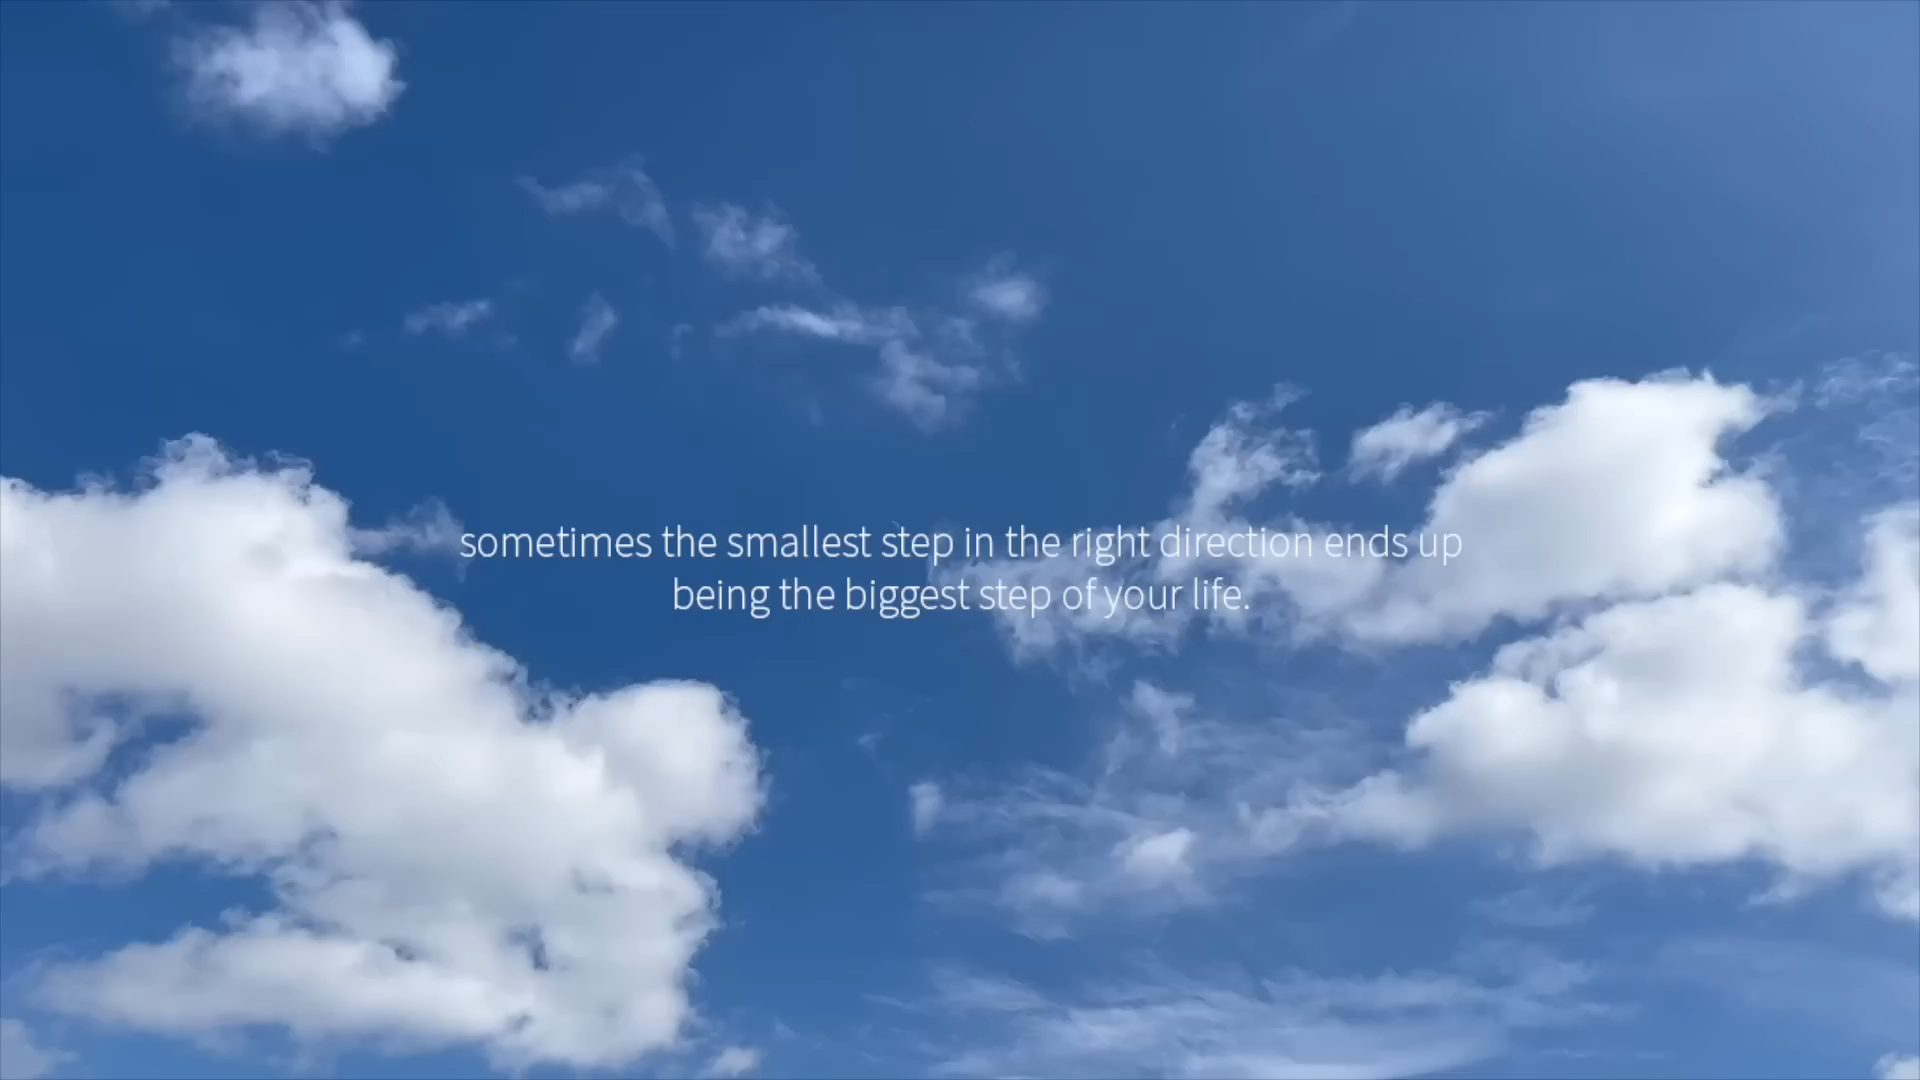 sometimes the smallest step in the right direction ends up
being the biggest step of your life.